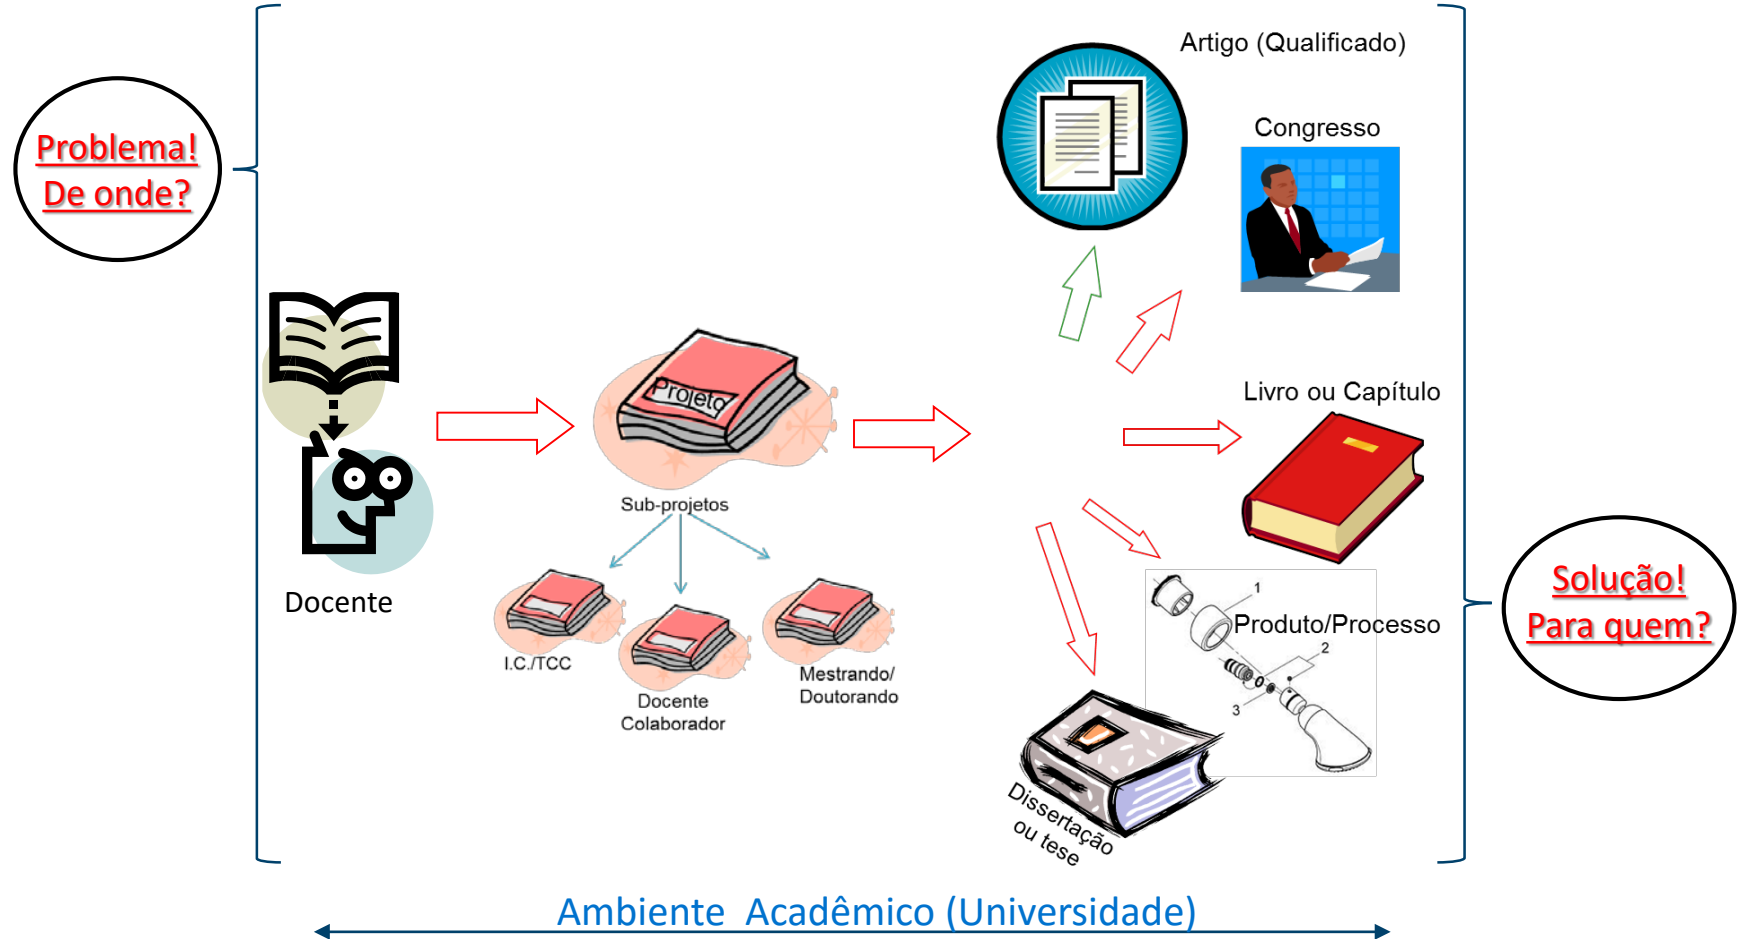 Problema!
De onde?
Docente
Projeto
Sub-projetos
I.C./TCC
Docente
Colaborador
Mestrando/
Doutorando
Artigo (Qualificado)
Congresso
Livro ou Capítulo
1
Produto/Processo
2
3
Dissertação
ou tese
Solução!
Para quem?
Ambiente  Acadêmico (Universidade)